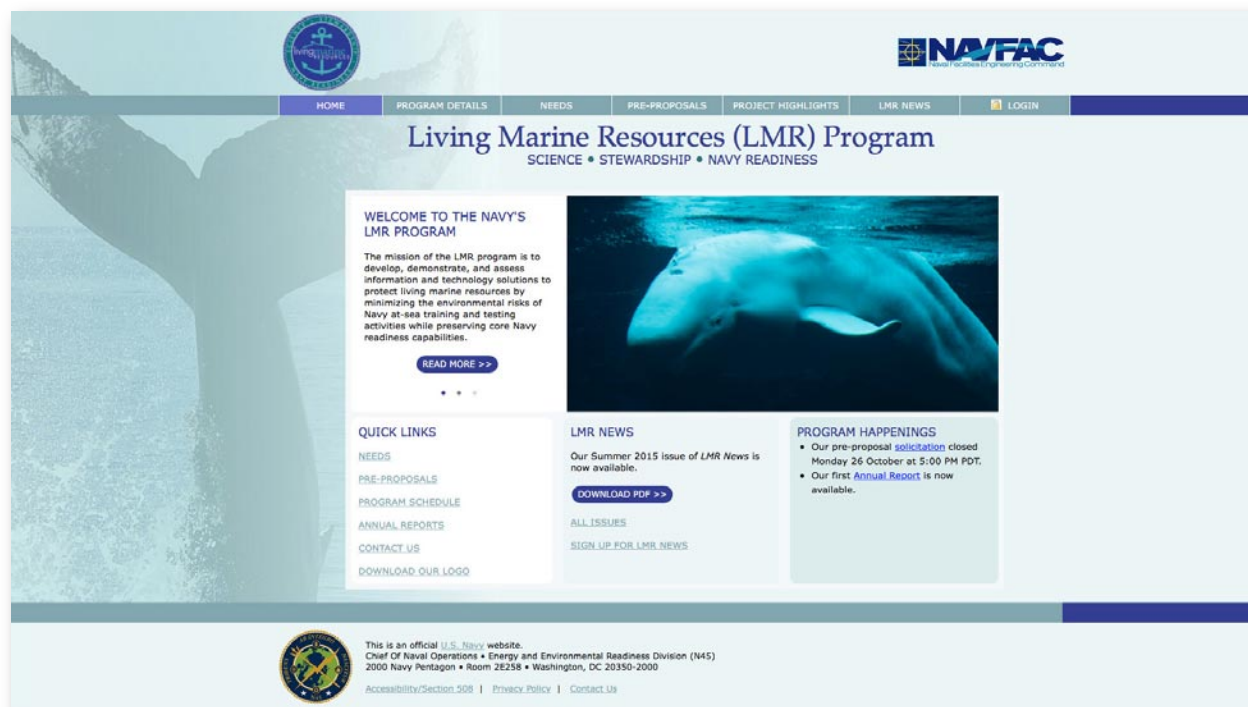 living marine
RESOURCES
NAVFAC
Naval Facilities Engineering Command
HOME PROGRAM DETAILS NEEDS PRE-PROPOSALS PROJECT HIGHLIGHTS LMR NEWS LOGIN
Living Marine Resources (LMR) Program
SCIENCE • STEWARDSHIP • NAVY READINESS
WELCOME TO THE NAVY'S
LMR PROGRAM
The mission of the LMR program is to
develop, demonstrate, and assess
information and technology solutions to
protect living marine resources by
minimizing the environmental risks of
Navy at-sea training and testing
activities while preserving core Navy
readiness capabilities.
READ MORE >>
QUICK LINKS
NEEDS
PRE-PROPOSALS
PROGRAM SCHEDULE
ANNUAL REPORTS
CONTACT US
DOWNLOAD OUR LOGO
LMR NEWS
Our Summer 2015 issue of LMR News is
now available.
DOWNLOAD PDF >>
ALL ISSUES
SIGN UP FOR LMR NEWS
PROGRAM HAPPENINGS
• Our pre-proposal solicitation closed
Monday 26 October at 5:00 PM PDT.
• Our first Annual Report is now
available.
This is an official U.S. Navy website.
Chief Of Naval Operations • Energy and Environmental Readiness Division (N45)
2000 Navy Pentagon • Room 2E258 • Washington, DC 20350-2000
Accessibility/Section 508 | Privacy Policy | Contact Us